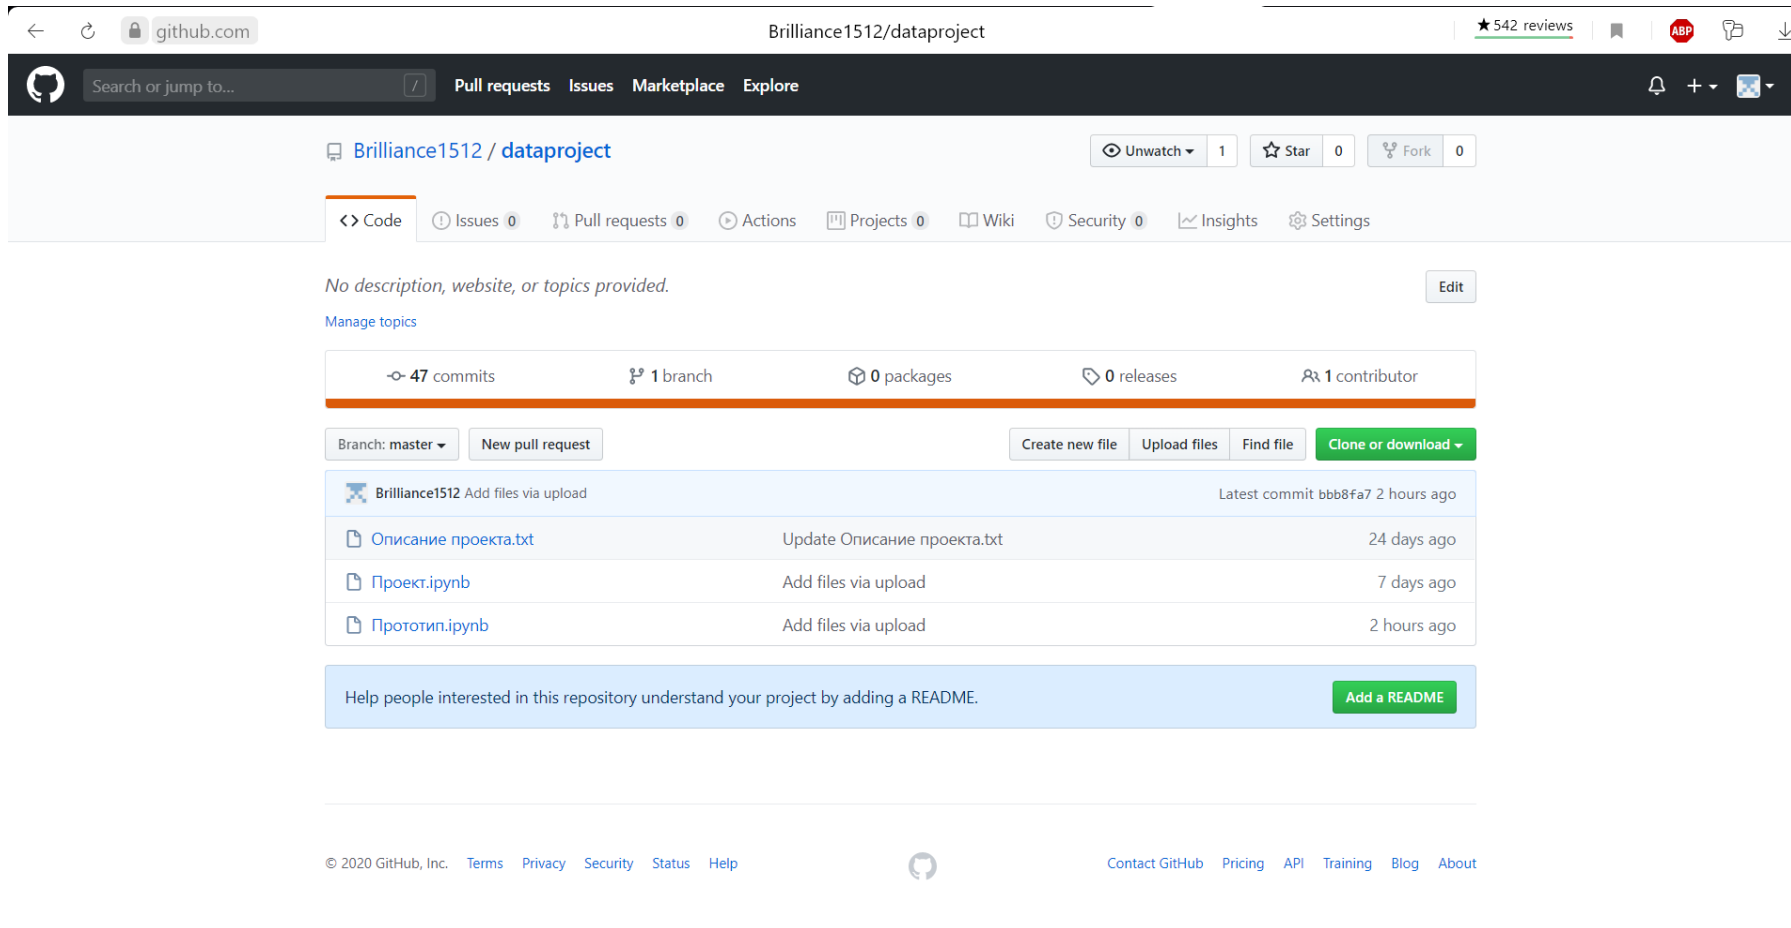 github.com Brilliance1512/dataproject ★542 reviews ABP
Search or jump to... / Pull requests Issues Marketplace Explore
Brilliance1512 / dataproject Unwatch 1 Star 0 Fork 0
Code Issues 0 Pull requests 0 Actions Projects 0 Wiki Security 0 Insights Settings
No description, website, or topics provided. Edit
Manage topics
47 commits 1 branch 0 packages 0 releases 1 contributor
Branch: master New pull request Create new file Upload files Find file Clone or download
Brilliance1512 Add files via upload Latest commit bbb8fa7 2 hours ago
Описание проекта.txt Update Описание проекта.txt 24 days ago
Проект.ipynb Add files via upload 7 days ago
Прототип.ipynb Add files via upload 2 hours ago
Help people interested in this repository understand your project by adding a README. Add a README
© 2020 GitHub, Inc. Terms Privacy Security Status Help Contact GitHub Pricing API Training Blog About